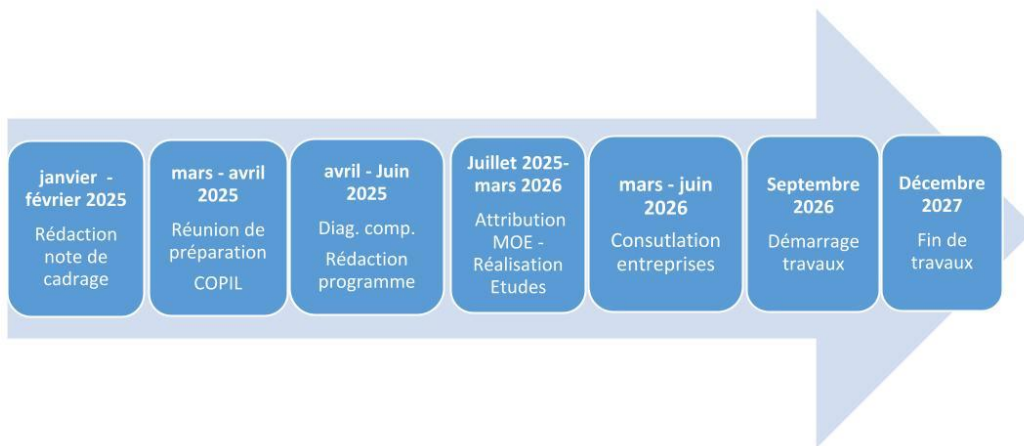 janvier -
février 2025
Rédaction
note de
cadrage
mars - avril
2025
Réunion de
préparation
COPIL
avril - Juin
2025
Diag. comp.
Rédaction
programme
Juillet 2025-
mars 2026
Attribution
MOE -
Réalisation
Etudes
mars - juin
2026
Consutlation
entreprises
Septembre
2026
Démarrage
travaux
Décembre
2027
Fin de
travaux